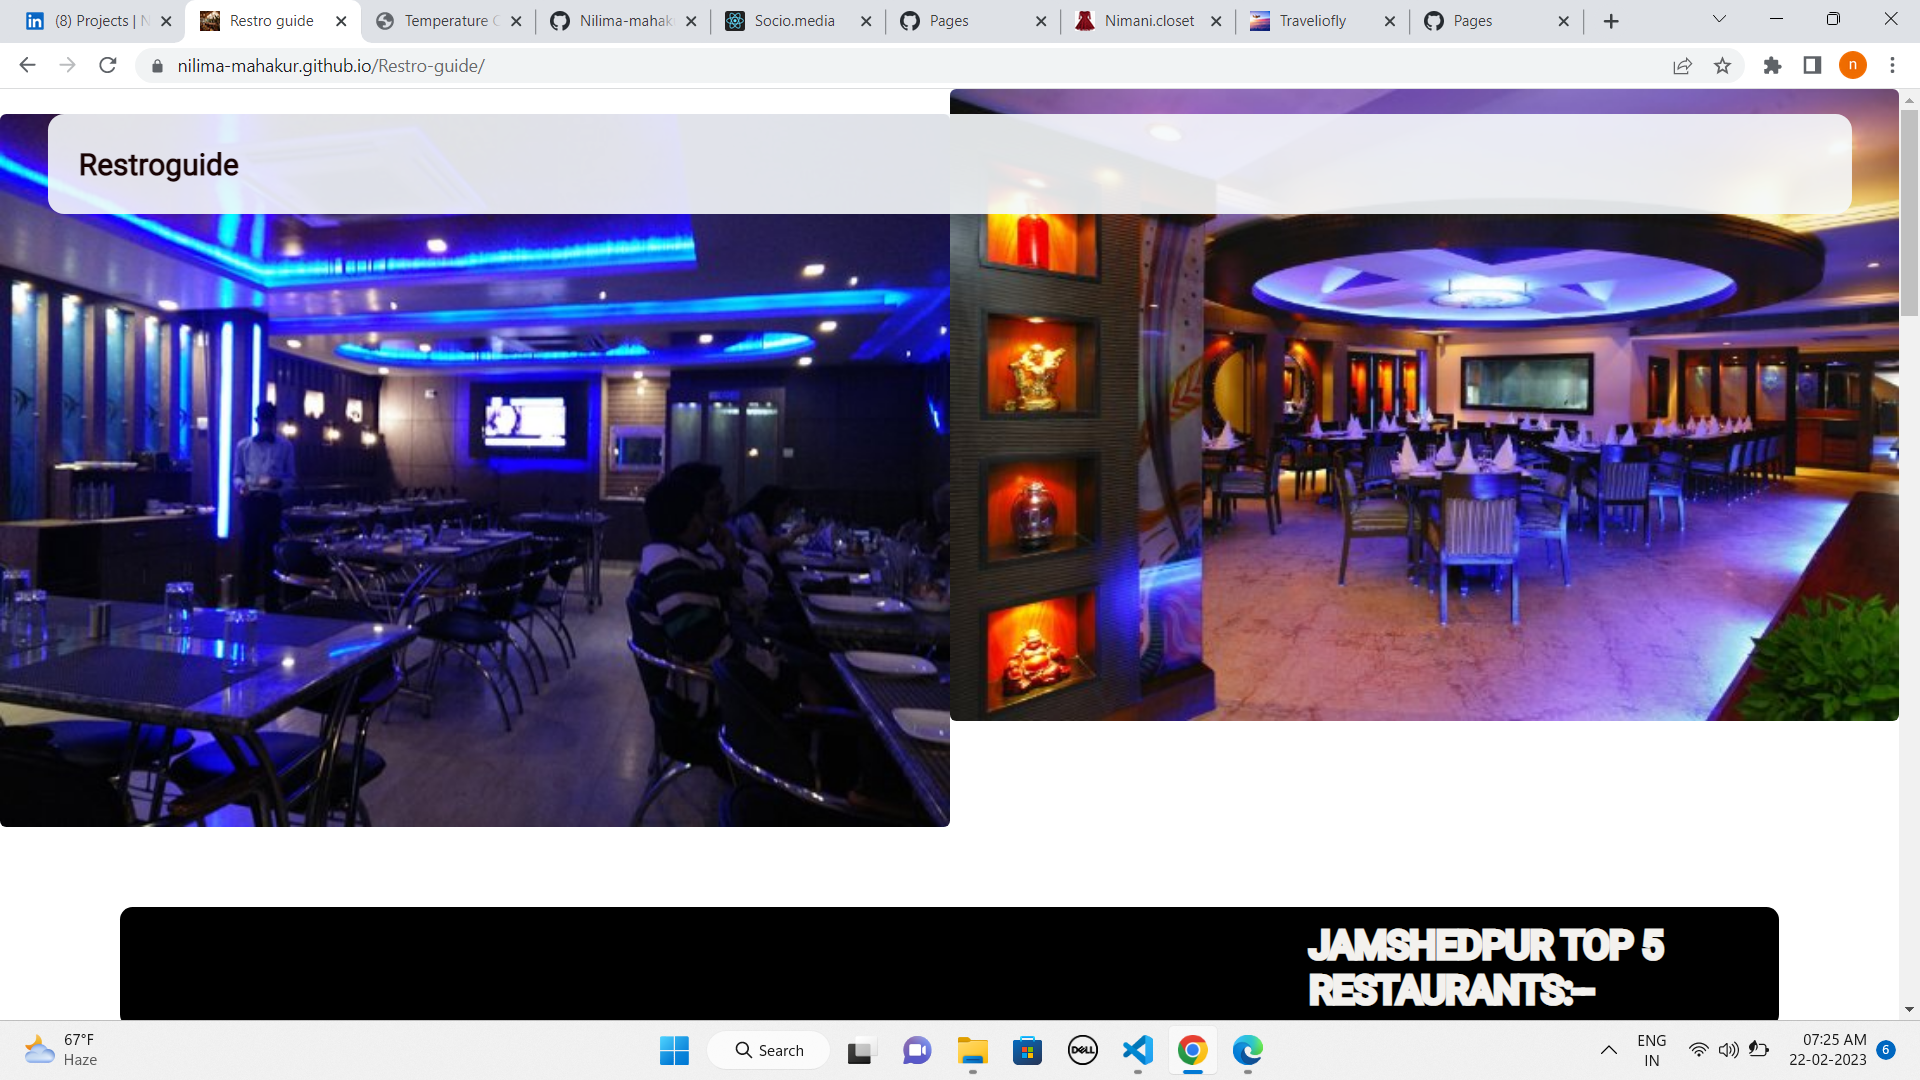 (8) Projects | N
Restro guide
Temperature C
Nilima-mahak
Socio.media
Pages
Nimani.closet
Traveliofly
Pages
nilima-mahakur.github.io/Restro-guide/
n
Restroguide
JAMSHEDPUR TOP 5
RESTAURANTS:--
67°F
Haze
Search
DELL
ENG
IN
07:25 AM
22-02-2023
6